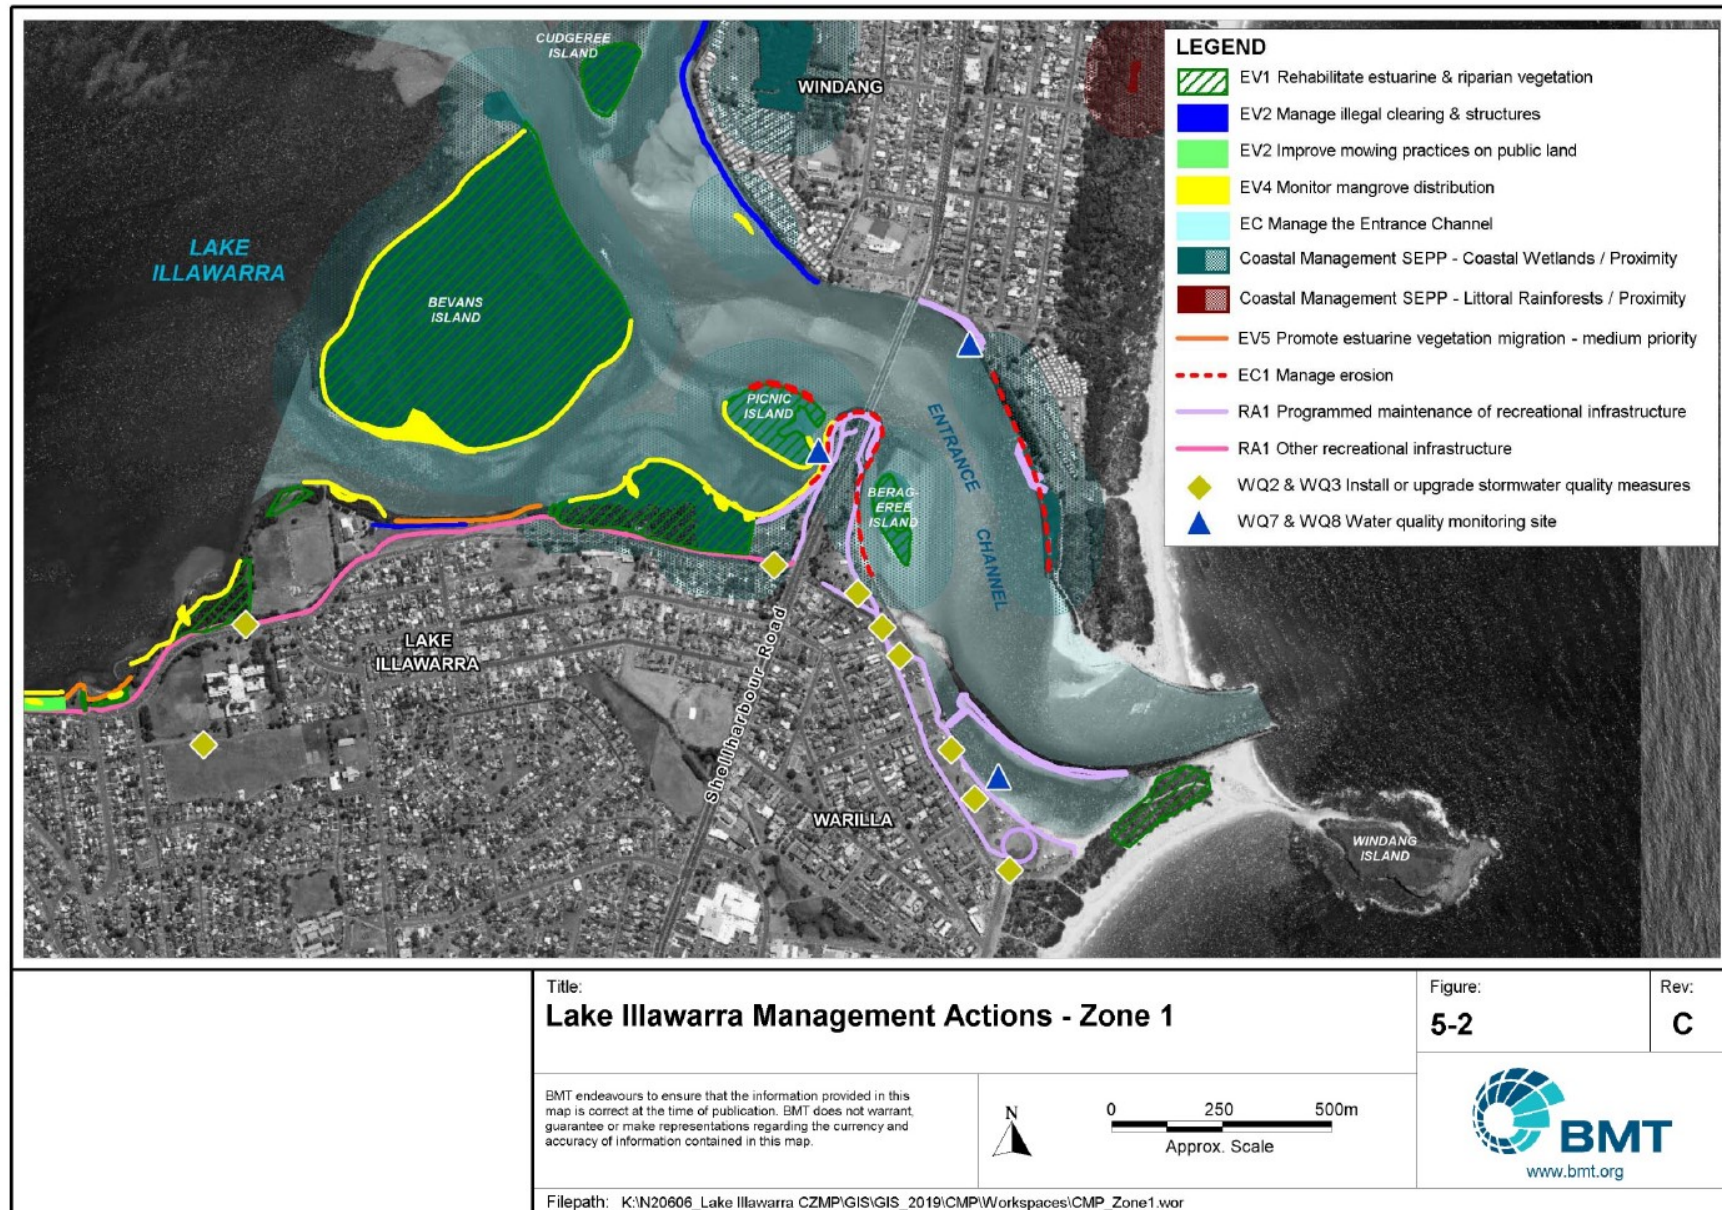 CUDGEREE
ISLAND
WINDANG
LAKE
ILLAWARRA
BEVANS
ISLAND
PICNIC
ISLAND
ENTRANCE
CHANNEL
BERAG-
EREE
ISLAND
LAKE
ILLAWARRA
Shellharbour Road
WARILLA
WINDANG
ISLAND
LEGEND
EV1 Rehabilitate estuarine & riparian vegetation
EV2 Manage illegal clearing & structures
EV2 Improve mowing practices on public land
EV4 Monitor mangrove distribution
EC Manage the Entrance Channel
Coastal Management SEPP - Coastal Wetlands / Proximity
Coastal Management SEPP - Littoral Rainforests / Proximity
EV5 Promote estuarine vegetation migration - medium priority
EC1 Manage erosion
RA1 Programmed maintenance of recreational infrastructure
RA1 Other recreational infrastructure
WQ2 & WQ3 Install or upgrade stormwater quality measures
WQ7 & WQ8 Water quality monitoring site
Title:
Lake Illawarra Management Actions - Zone 1
Figure:
5-2
Rev:
C
BMT endeavours to ensure that the information provided in this
map is correct at the time of publication. BMT does not warrant,
guarantee or make representations regarding the currency and
accuracy of information contained in this map.
N
0 250 500m
Approx. Scale
BMT
www.bmt.org
Filepath: K:\N20606_Lake Illawarra CZMP\GIS\GIS_2019\CMP\Workspaces\CMP_Zone1.wor